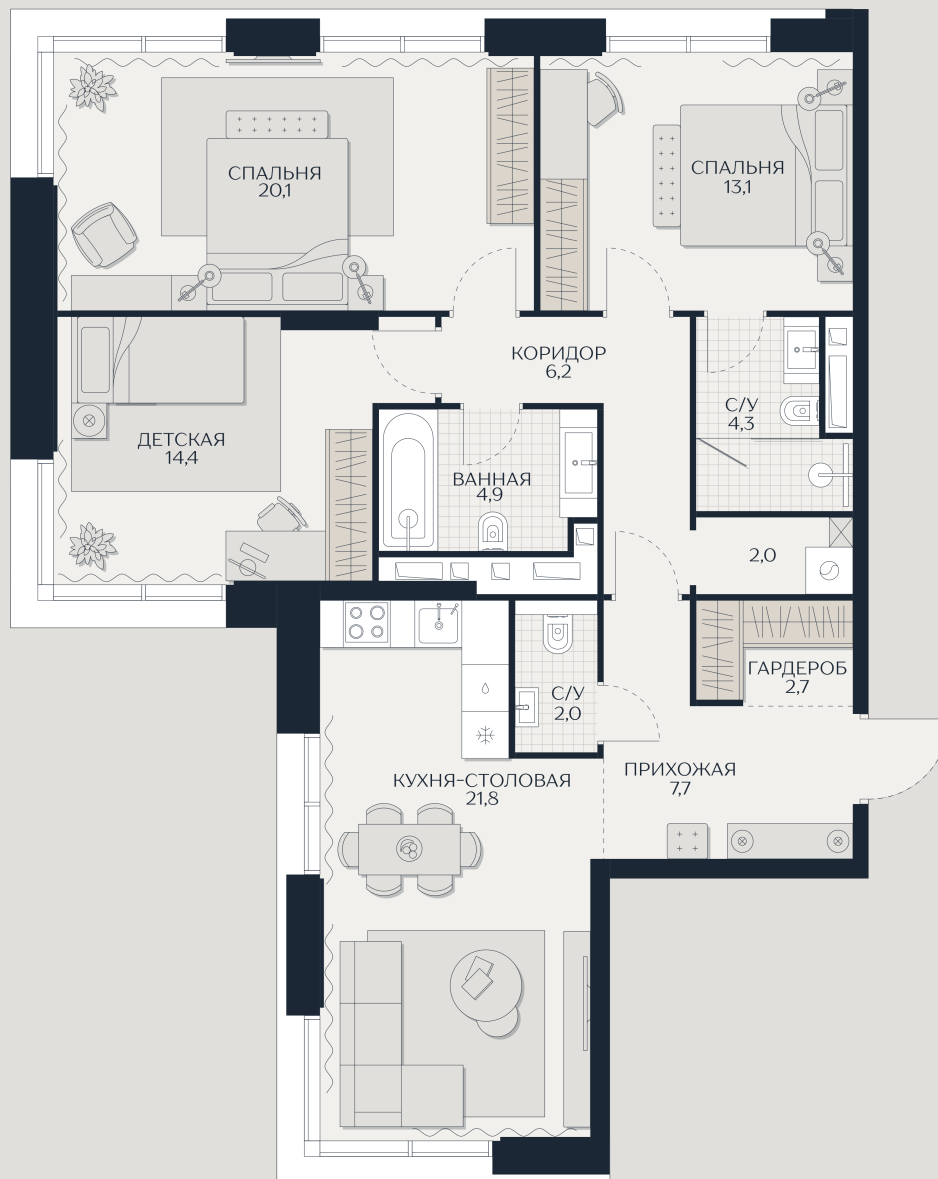 СПАЛЬНЯ
20,1
СПАЛЬНЯ
13,1
КОРИДОР
6,2
С/У
4,3
ДЕТСКАЯ
14,4
ВАННАЯ
4,9
2,0
ГАРДЕРОБ
2,7
С/У
2,0
КУХНЯ-СТОЛОВАЯ
21,8
ПРИХОЖАЯ
7,7